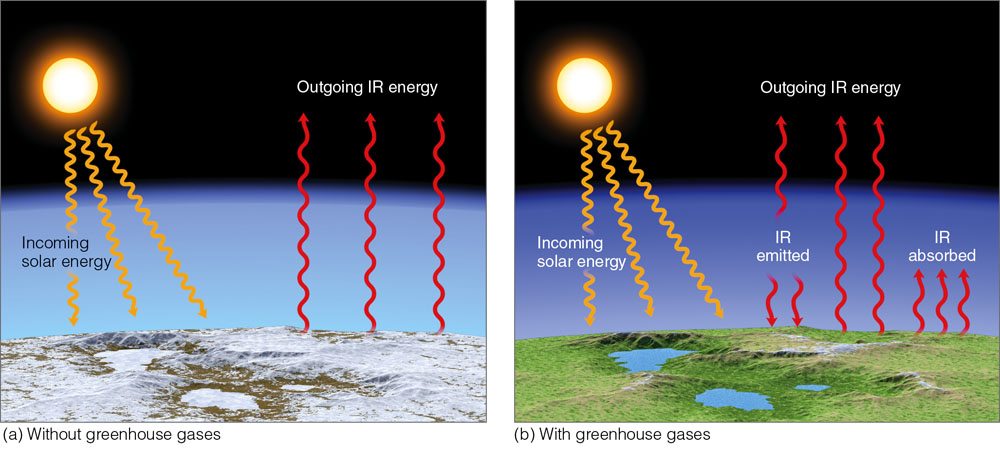 Outgoing IR energy
Incoming
solar energy
(a) Without greenhouse gases
Outgoing IR energy
Incoming
solar energy
IR
emitted
IR
absorbed
(b) With greenhouse gases